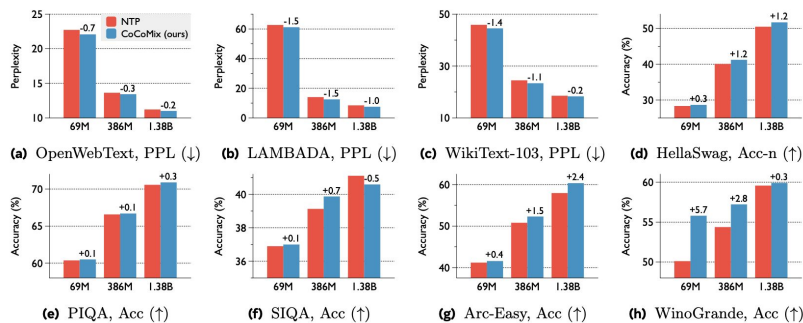 NTP
CoCoMix (ours)
Perplexity
25
20
15
10
-0.7
-0.3
-0.2
69M 386M 1.38B
(a) OpenWebText, PPL (↓)
Perplexity
60
40
20
0
-1.5
-1.5
-1.0
69M 386M 1.38B
(b) LAMBADA, PPL (↓)
Perplexity
50
30
10
-1.4
-1.1
-0.2
69M 386M 1.38B
(c) WikiText-103, PPL (↓)
Accuracy (%)
50
40
30
+0.3
+1.2
+1.2
69M 386M 1.38B
(d) HellaSwag, Acc-n (↑)
Accuracy (%)
70
65
60
+0.1
+0.1
+0.3
69M 386M 1.38B
(e) PIQA, Acc (↑)
Accuracy (%)
40
38
36
+0.1
+0.7
-0.5
69M 386M 1.38B
(f) SIQA, Acc (↑)
Accuracy (%)
60
50
40
+0.4
+1.5
+2.4
69M 386M 1.38B
(g) Arc-Easy, Acc (↑)
Accuracy (%)
60
55
50
+5.7
+2.8
+0.3
69M 386M 1.38B
(h) WinoGrande, Acc (↑)